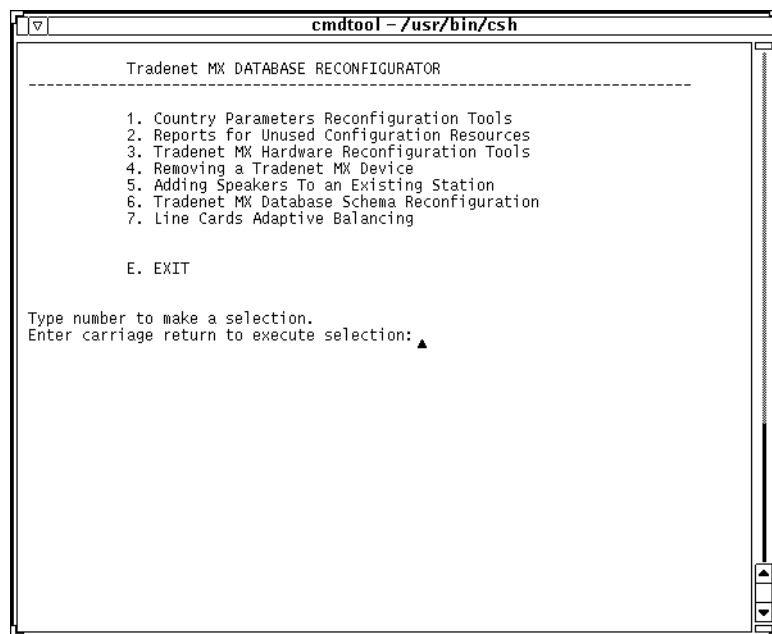 cmdtool – /usr/bin/csh
Tradenet MX DATABASE RECONFIGURATOR
--------------------------------------------------------------------------
1. Country Parameters Reconfiguration Tools
2. Reports for Unused Configuration Resources
3. Tradenet MX Hardware Reconfiguration Tools
4. Removing a Tradenet MX Device
5. Adding Speakers To an Existing Station
6. Tradenet MX Database Schema Reconfiguration
7. Line Cards Adaptive Balancing
E. EXIT
Type number to make a selection.
Enter carriage return to execute selection: